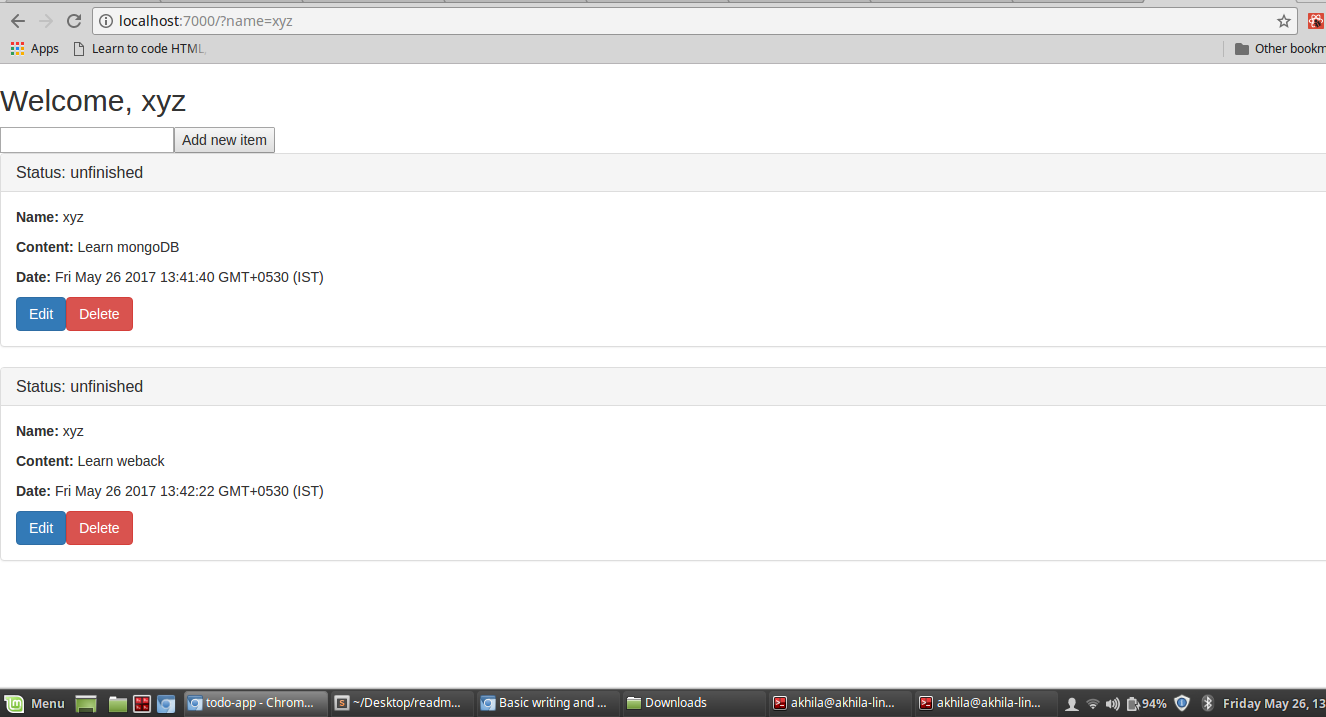 localhost:7000/?name=xyz
Apps Learn to code HTML Other bookm
Welcome, xyz
Add new item
Status: unfinished
Name: xyz
Content: Learn mongoDB
Date: Fri May 26 2017 13:41:40 GMT+0530 (IST)
Edit Delete
Status: unfinished
Name: xyz
Content: Learn weback
Date: Fri May 26 2017 13:42:22 GMT+0530 (IST)
Edit Delete
Menu todo-app - Chrom... ~/Desktop/readm... Basic writing and ... Downloads akhila@akhila-lin... akhila@akhila-lin... 94% Friday May 26, 13